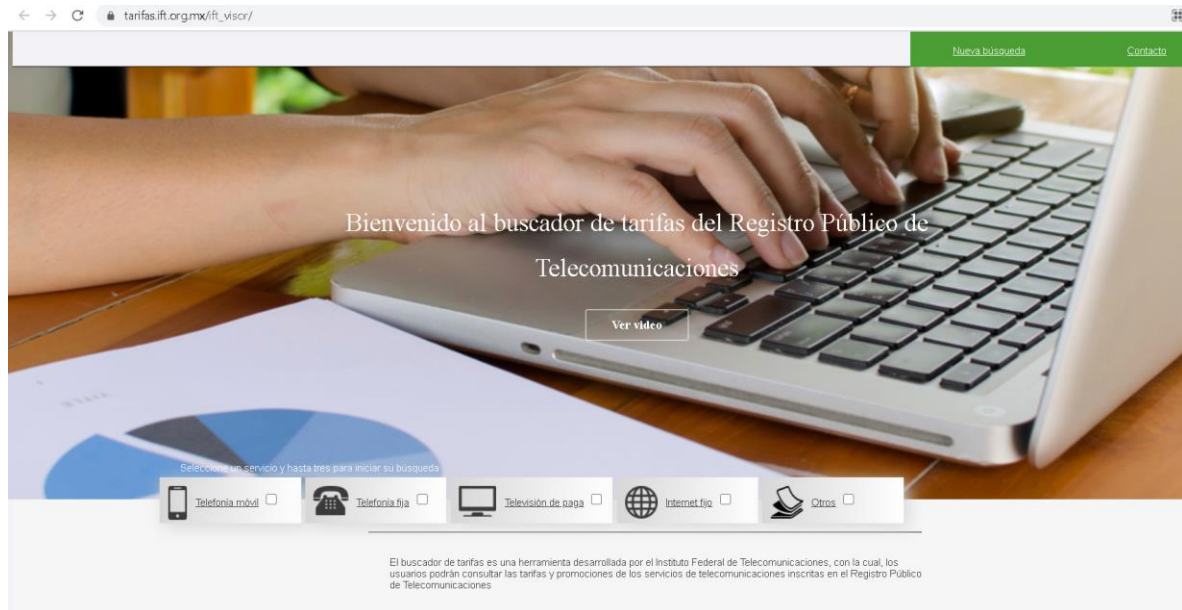 tarifas.ift.org.mx/ift_visor/
Nueva búsqueda
Contacto
Bienvenido al buscador de tarifas del Registro Público de
Telecomunicaciones
Ver video
TITLE
Seleccione un servicio y hasta tres para iniciar su búsqueda
Telefonía móvil
Telefonía fija
Televisión de paga
Internet fijo
Otros
El buscador de tarifas es una herramienta desarrollada por el Instituto Federal de Telecomunicaciones, con la cual, los
usuarios podrán consultar las tarifas y promociones de los servicios de telecomunicaciones inscritas en el Registro Público
de Telecomunicaciones